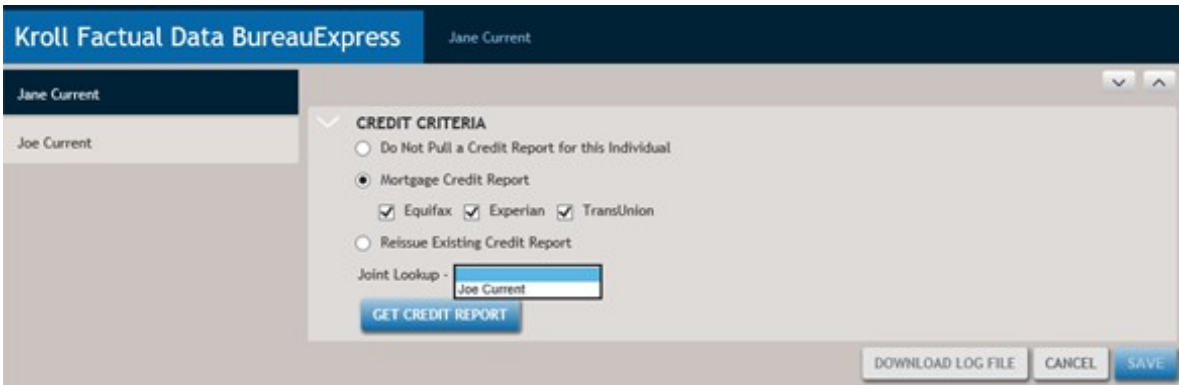 Kroll Factual Data BureauExpress Jane Current
Jane Current
Joe Current
CREDIT CRITERIA
Do Not Pull a Credit Report for this Individual
Mortgage Credit Report
Equifax Experian TransUnion
Reissue Existing Credit Report
Joint Lookup -
Joe Current
GET CREDIT REPORT
DOWNLOAD LOG FILE CANCEL SAVE